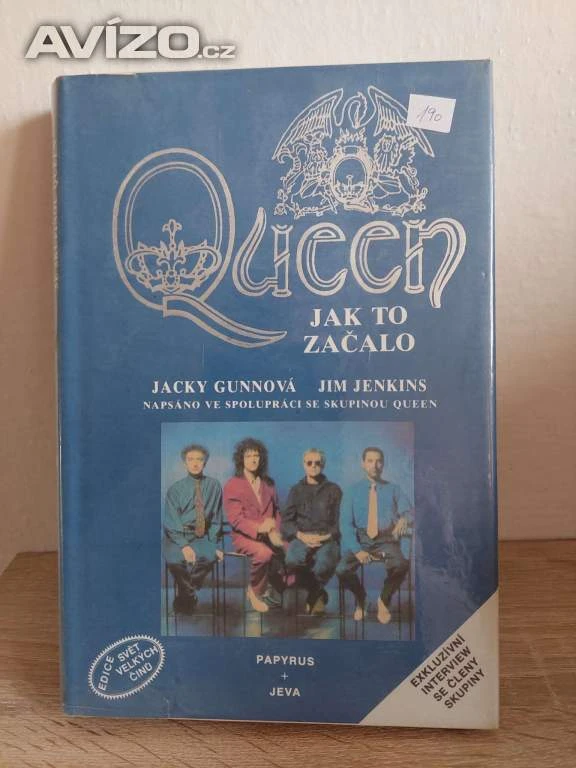 AVÍZO.cz
190
Queen
JAK TO
ZAČALO
JACKY GUNNOVÁ JIM JENKINS
NAPSÁNO VE SPOLUPRÁCI SE SKUPINOU QUEEN
EDICE SVĚT
VELKÝCH
ČINŮ
PAPYRUS
+
JEVA
EXKLUZÍVNÍ
INTERVIEW
SE ČLENY
SKUPINY